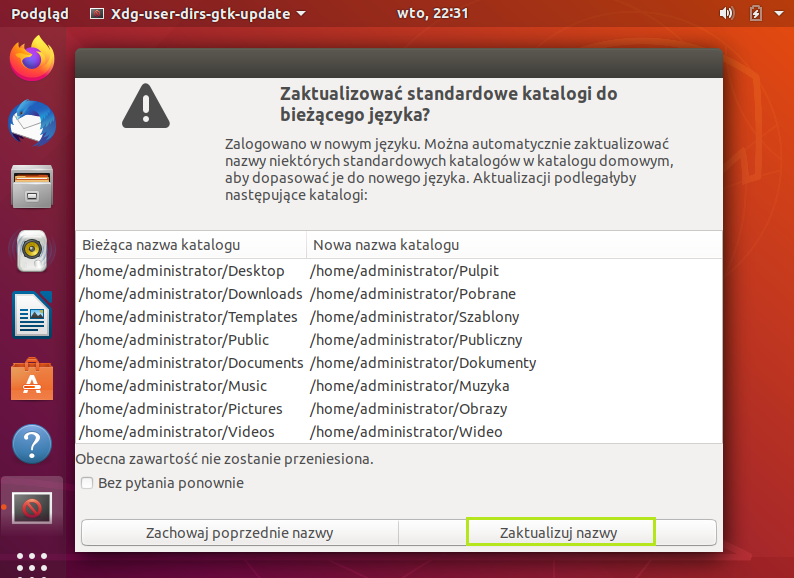 Podgląd Xdg-user-dirs-gtk-update wto, 22:31
Zaktualizować standardowe katalogi do
bieżącego języka?
Zalogowano w nowym języku. Można automatycznie zaktualizować
nazwy niektórych standardowych katalogów w katalogu domowym,
aby dopasować je do nowego języka. Aktualizacji podlegałyby
następujące katalogi:
Bieżąca nazwa katalogu Nowa nazwa katalogu
/home/administrator/Desktop /home/administrator/Pulpit
/home/administrator/Downloads /home/administrator/Pobrane
/home/administrator/Templates /home/administrator/Szablony
/home/administrator/Public /home/administrator/Publiczny
/home/administrator/Documents /home/administrator/Dokumenty
/home/administrator/Music /home/administrator/Muzyka
/home/administrator/Pictures /home/administrator/Obrazy
/home/administrator/Videos /home/administrator/Wideo
Obecna zawartość nie zostanie przeniesiona.
Bez pytania ponownie
Zachowaj poprzednie nazwy Zaktualizuj nazwy